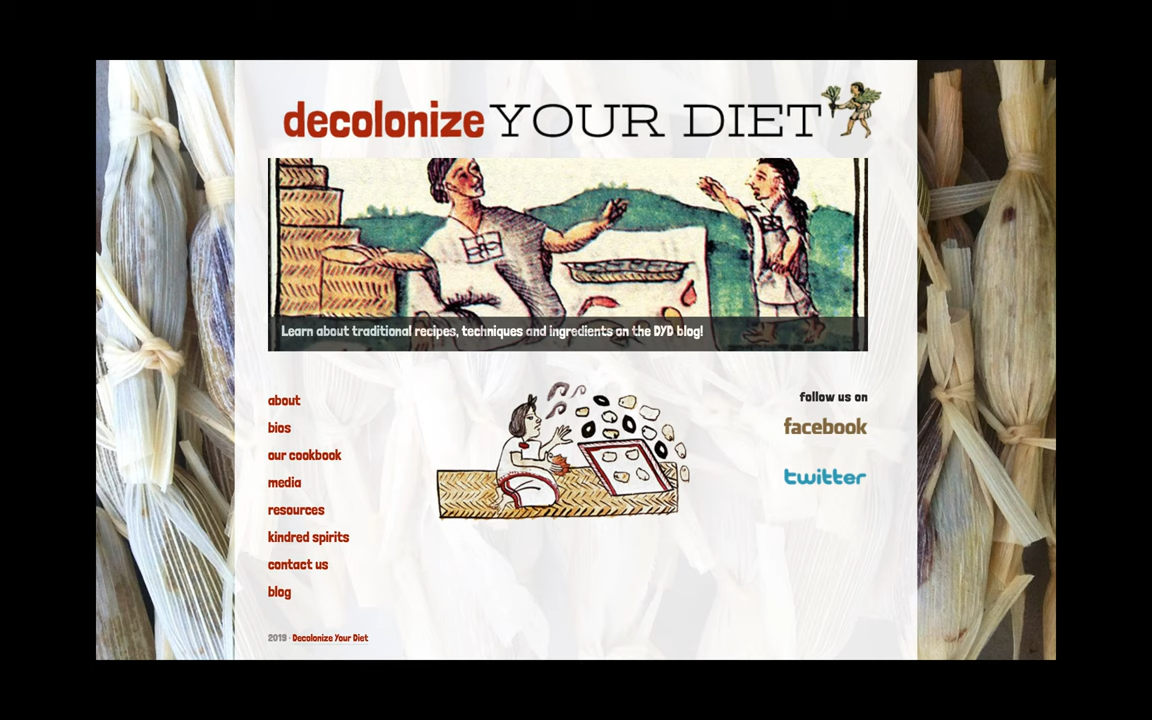 decolonize YOUR DIET
Learn about traditional recipes, techniques and ingredients on the DYD blog!
about
bios
our cookbook
media
resources
kindred spirits
contact us
blog
follow us on
facebook
twitter
2019 · Decolonize Your Diet